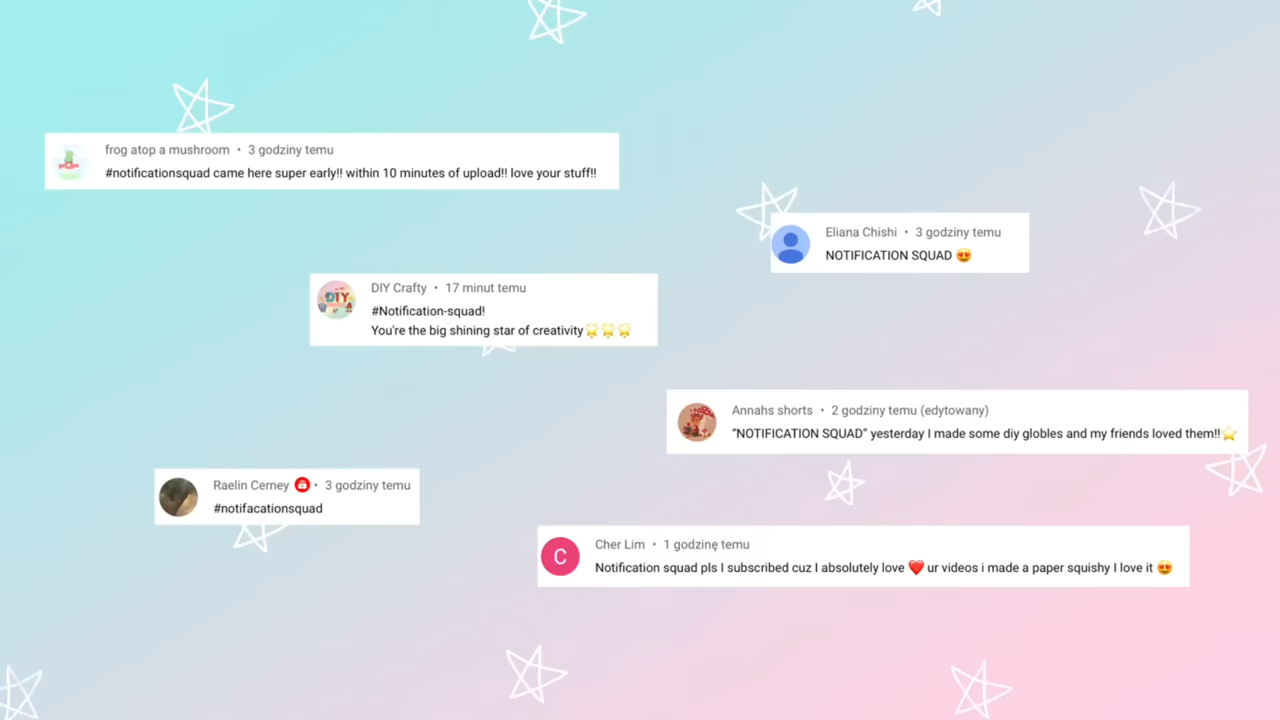 frog atop a mushroom • 3 godziny temu
#notificationsquad came here super early!! within 10 minutes of upload!! love your stuff!!
Eliana Chishi • 3 godziny temu
NOTIFICATION SQUAD 😍
DIY
DIY Crafty • 17 minut temu
#Notification-squad!
You're the big shining star of creativity🌟🌟🌟
Annahs shorts • 2 godziny temu (edytowany)
“NOTIFICATION SQUAD” yesterday I made some diy globles and my friends loved them!!⭐
Raelin Cerney • 3 godziny temu
#notifacationsquad
C
Cher Lim • 1 godzinę temu
Notification squad pls I subscribed cuz I absolutely love ❤️ ur videos i made a paper squishy I love it 😍